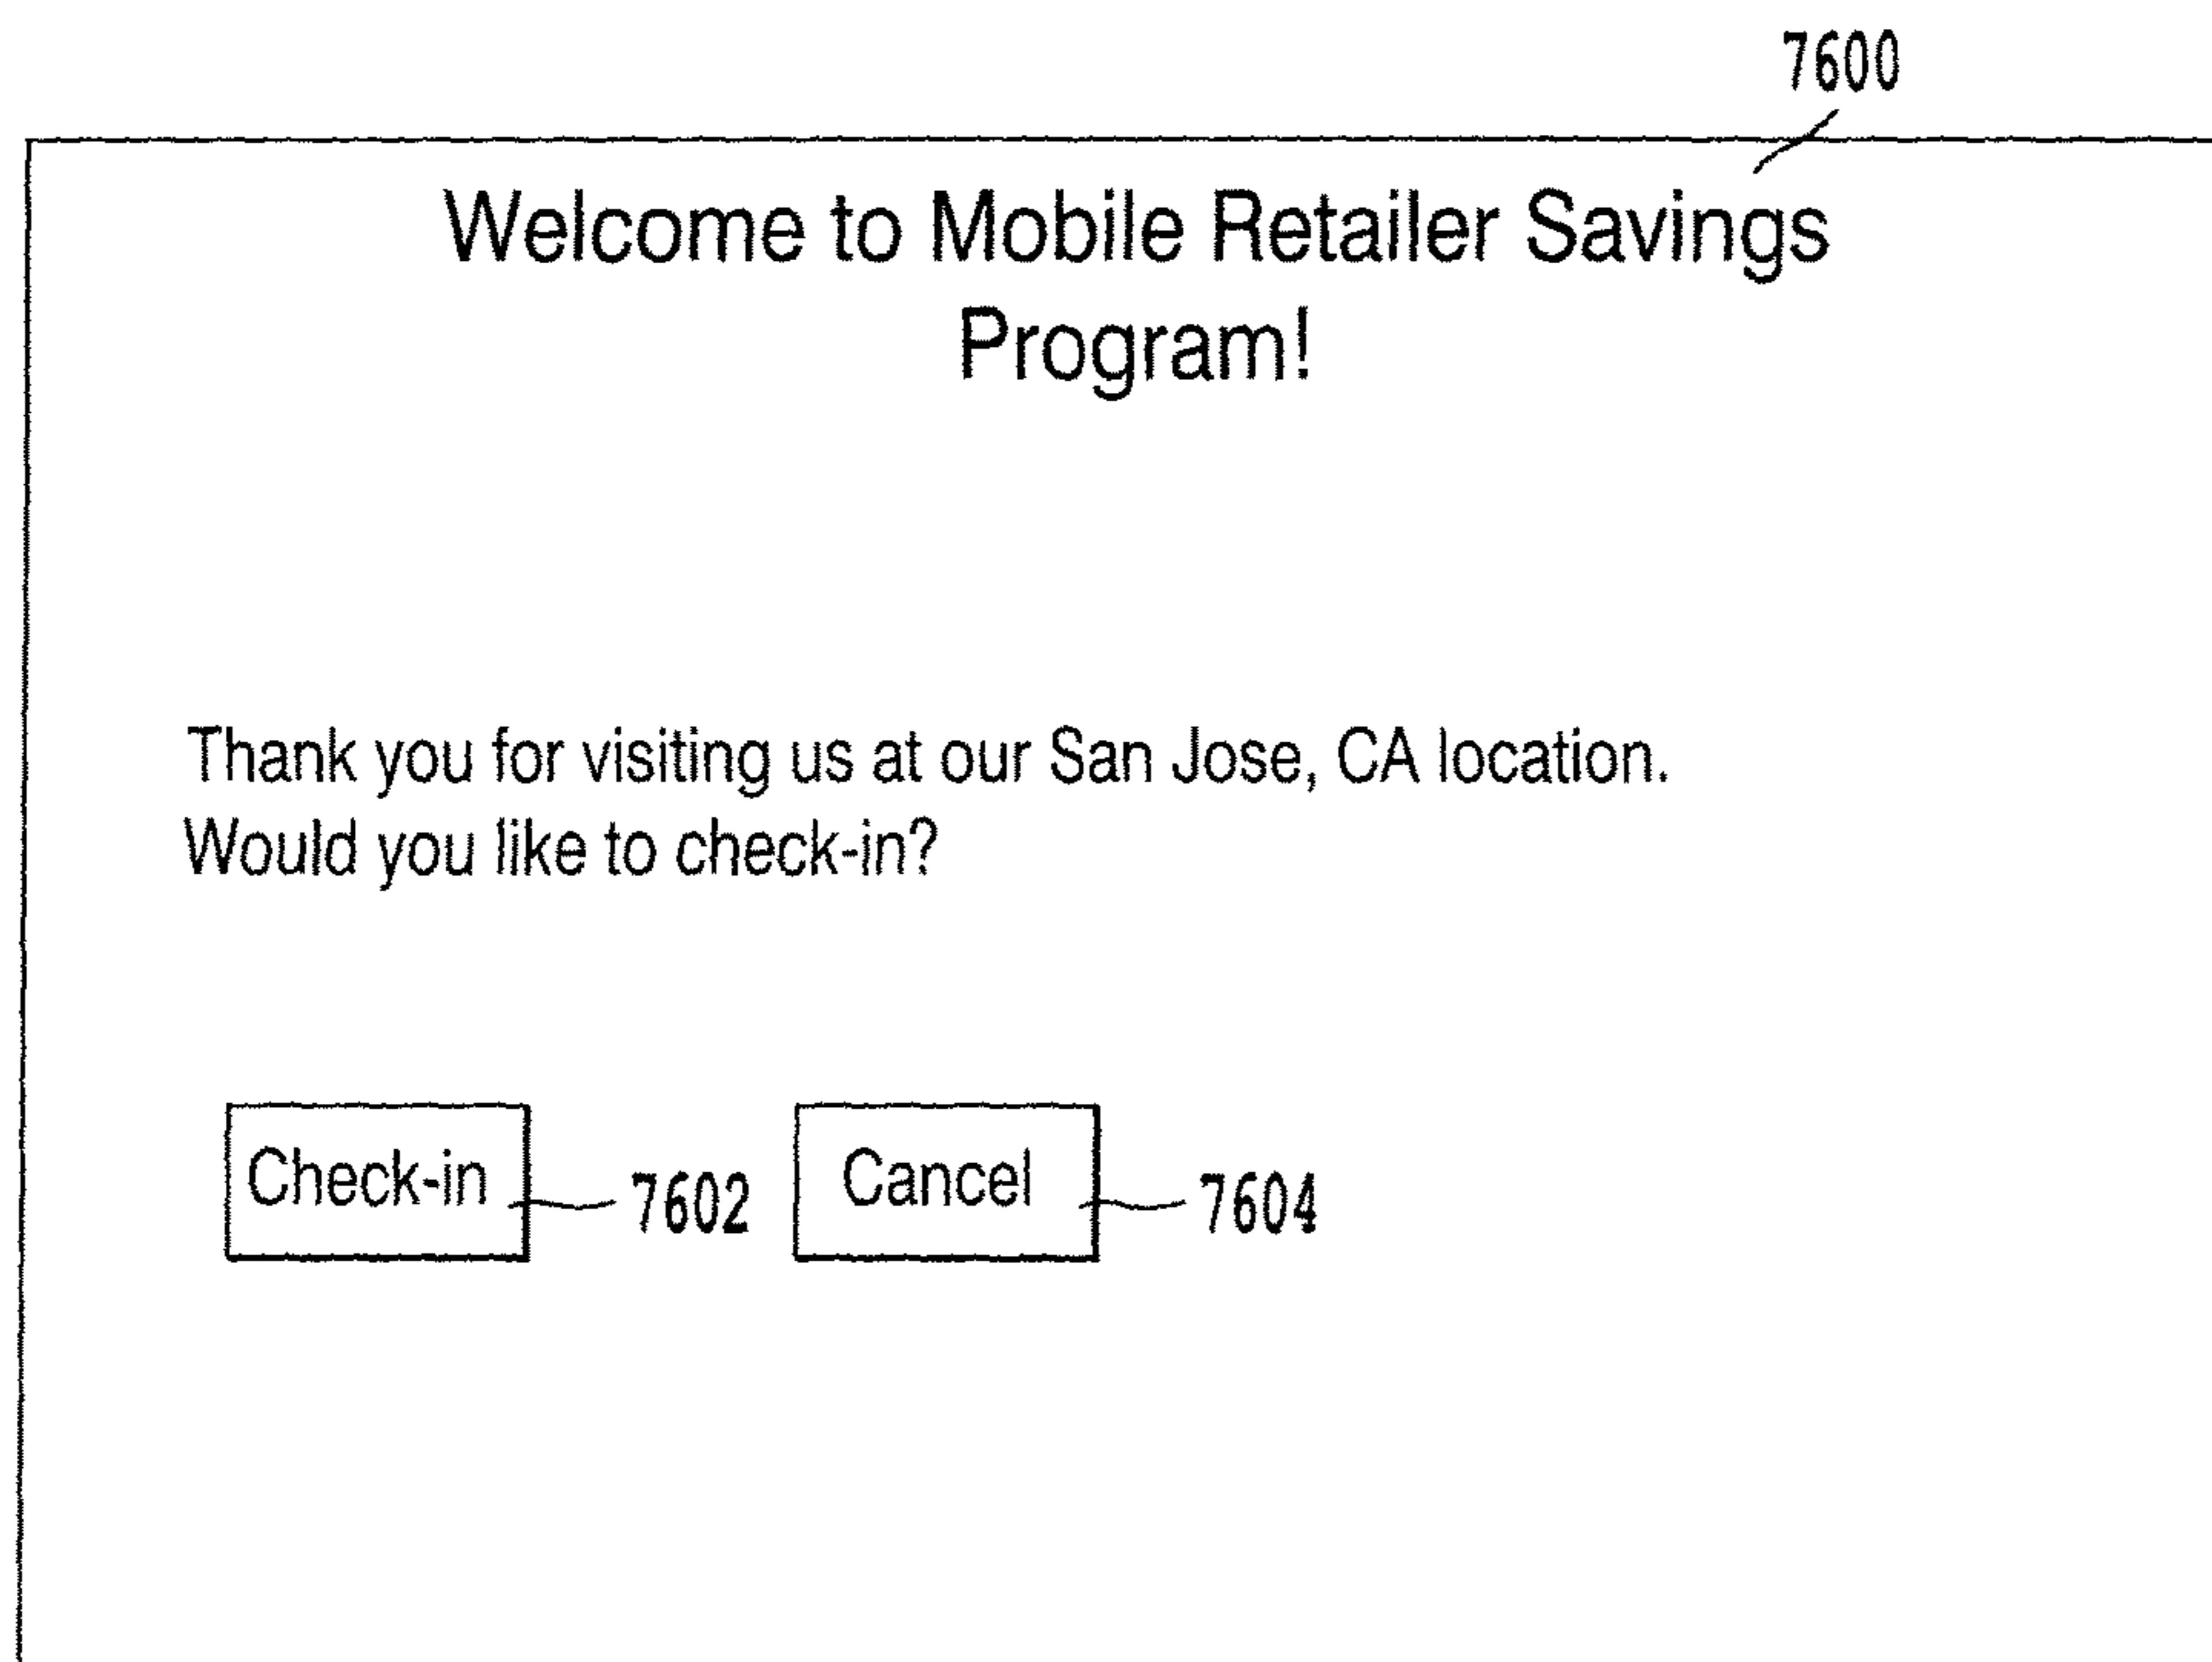 7600
Welcome to Mobile Retailer Savings
Program!
Thank you for visiting us at our San Jose, CA location.
Would you like to check-in?
Check-in 7602 Cancel 7604